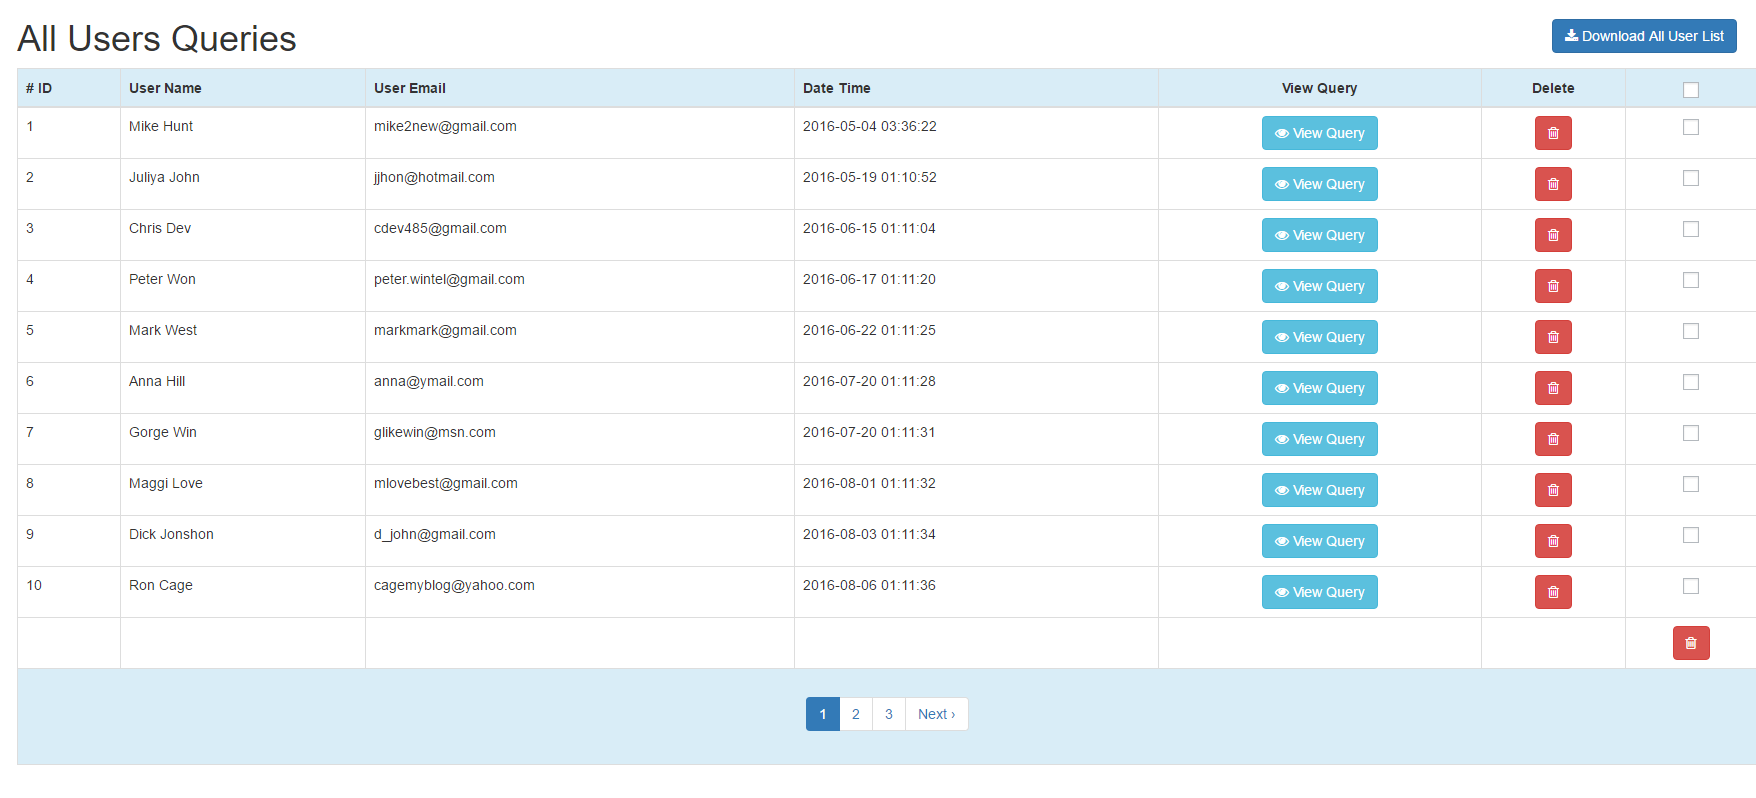 All Users Queries
Download All User List
# ID User Name User Email Date Time View Query Delete
1 Mike Hunt mike2new@gmail.com 2016-05-04 03:36:22 View Query
2 Juliya John jjhon@hotmail.com 2016-05-19 01:10:52 View Query
3 Chris Dev cdev485@gmail.com 2016-06-15 01:11:04 View Query
4 Peter Won peter.wintel@gmail.com 2016-06-17 01:11:20 View Query
5 Mark West markmark@gmail.com 2016-06-22 01:11:25 View Query
6 Anna Hill anna@ymail.com 2016-07-20 01:11:28 View Query
7 Gorge Win glikewin@msn.com 2016-07-20 01:11:31 View Query
8 Maggi Love mlovebest@gmail.com 2016-08-01 01:11:32 View Query
9 Dick Jonshon d_john@gmail.com 2016-08-03 01:11:34 View Query
10 Ron Cage cagemyblog@yahoo.com 2016-08-06 01:11:36 View Query
1 2 3 Next ›